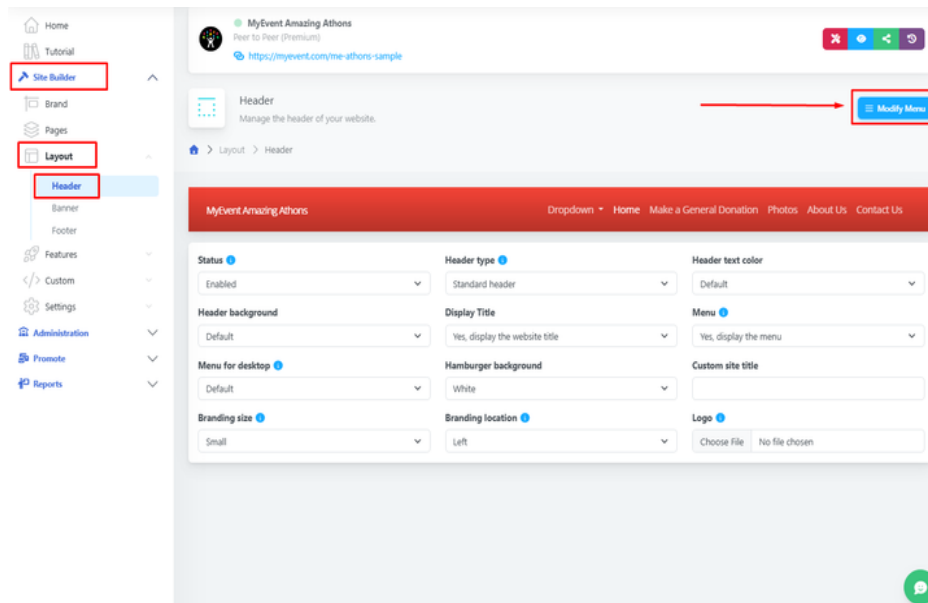 Home
Tutorial
Site Builder
Brand
Pages
Layout
Header
Banner
Footer
Features
Custom
Settings
Administration
Promote
Reports
MyEvent Amazing Athons
Peer to Peer (Premium)
https://myevent.com/me-athons-sample
Header
Manage the header of your website.
Modify Menu
> Layout > Header
MyEvent Amazing Athons Dropdown Home Make a General Donation Photos About Us Contact Us
Status Header type Header text color
Enabled Standard header Default
Header background Display Title Menu
Default Yes, display the website title Yes, display the menu
Menu for desktop Hamburger background Custom site title
Default White
Branding size Branding location Logo
Small Left Choose File No file chosen